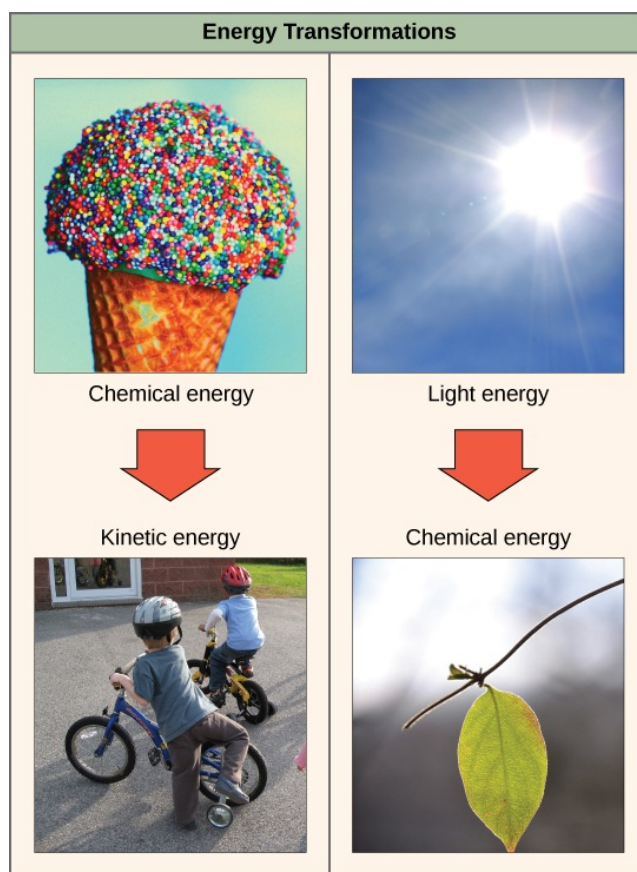 Energy Transformations
Chemical energy
Kinetic energy
Light energy
Chemical energy